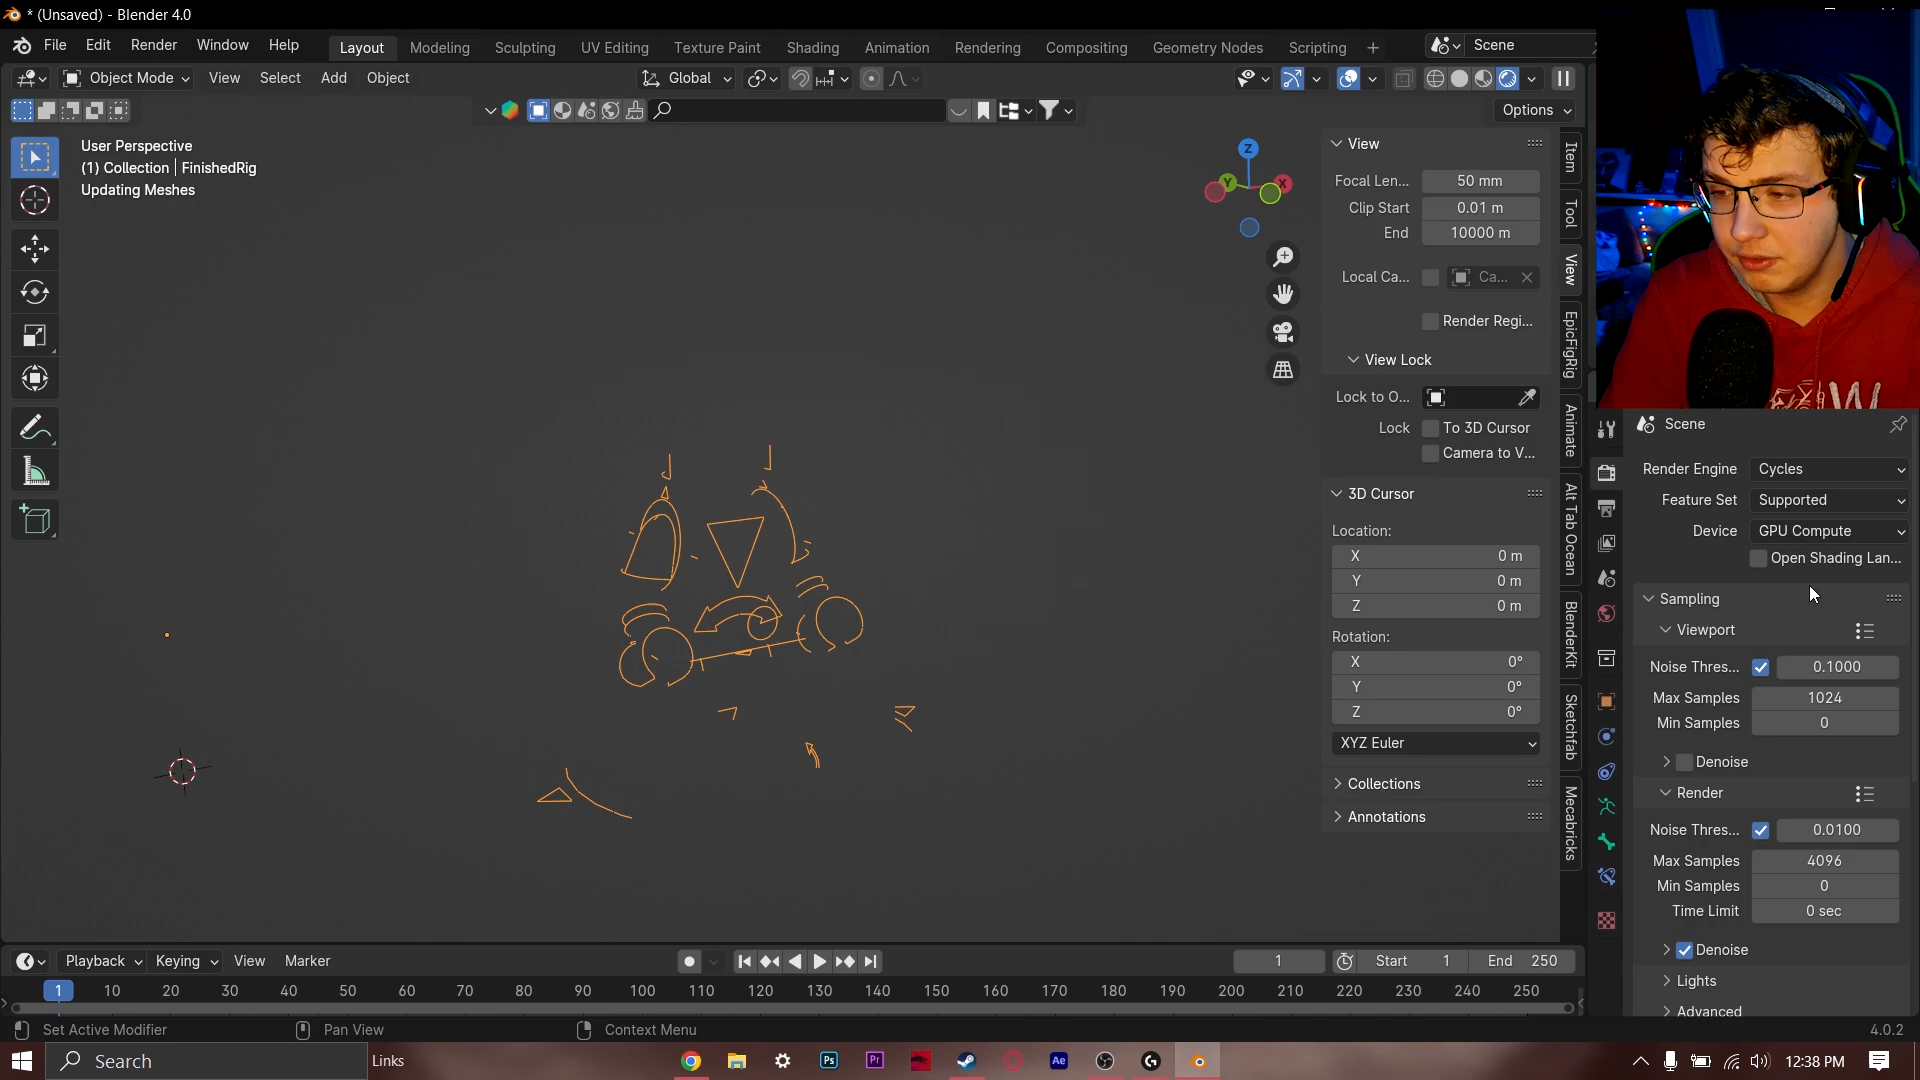 * (Unsaved) - Blender 4.0
File Edit Render Window Help Layout Modeling Sculpting UV Editing Texture Paint Shading Animation Rendering Compositing Geometry Nodes Scripting + Scene
Object Mode View Select Add Object Global
Options
User Perspective
(1) Collection | FinishedRig
Updating Meshes
Z
Y
X
View
Focal Len... 50 mm
Clip Start 0.01 m
End 10000 m
Local Ca... Ca...
Render Regi...
View Lock
Lock to O...
Lock To 3D Cursor
Camera to V...
3D Cursor
Location:
X 0 m
Y 0 m
Z 0 m
Rotation:
X 0°
Y 0°
Z 0°
XYZ Euler
Collections
Annotations
Item
Tool
View
EpicFigRig
Animate
Alt Tab Ocean
BlenderKit
Sketchfab
Mecabricks
W
Scene
Render Engine Cycles
Feature Set Supported
Device GPU Compute
Open Shading Lan...
Sampling
Viewport
Noise Thres... 0.1000
Max Samples 1024
Min Samples 0
Denoise
Render
Noise Thres... 0.0100
Max Samples 4096
Min Samples 0
Time Limit 0 sec
Denoise
Lights
Advanced
Playback Keying View Marker 1 Start 1 End 250
1 10 20 30 40 50 60 70 80 90 100 110 120 130 140 150 160 170 180 190 200 210 220 230 240 250
Set Active Modifier Pan View Context Menu 4.0.2
Search Links Ps Pr Ae 12:38 PM